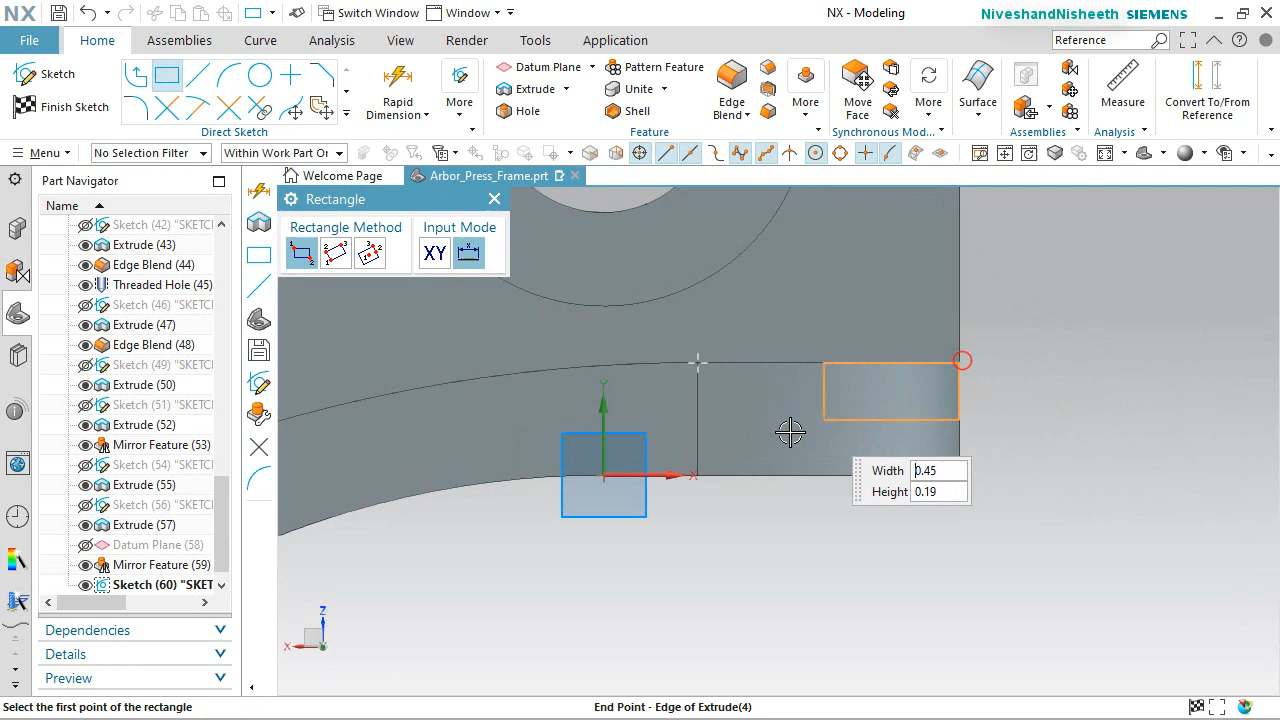 NX
Switch Window
Window
NX - Modeling
NiveshandNisheeth SIEMENS
File
Home
Assemblies
Curve
Analysis
View
Render
Tools
Application
Reference
Sketch
Finish Sketch
Direct Sketch
Rapid Dimension
More
Datum Plane
Extrude
Hole
Pattern Feature
Unite
Shell
Edge Blend
More
Feature
Move Face
More
Synchronous Mod...
Surface
Assemblies
Measure
Analysis
Convert To/From Reference
Reference
Menu
No Selection Filter
Within Work Part On
Part Navigator
Name
Sketch (42) "SKETC
Extrude (43)
Edge Blend (44)
Threaded Hole (45)
Sketch (46) "SKETC
Extrude (47)
Edge Blend (48)
Sketch (49) "SKETC
Extrude (50)
Sketch (51) "SKETC
Extrude (52)
Mirror Feature (53)
Sketch (54) "SKETC
Extrude (55)
Sketch (56) "SKETC
Extrude (57)
Datum Plane (58)
Mirror Feature (59)
Sketch (60) "SKET
Dependencies
Details
Preview
Welcome Page
Arbor_Press_Frame.prt
Rectangle
Rectangle Method
Input Mode
XY
Y
X
Width 0.45
Height 0.19
Z
X
Select the first point of the rectangle
End Point - Edge of Extrude(4)